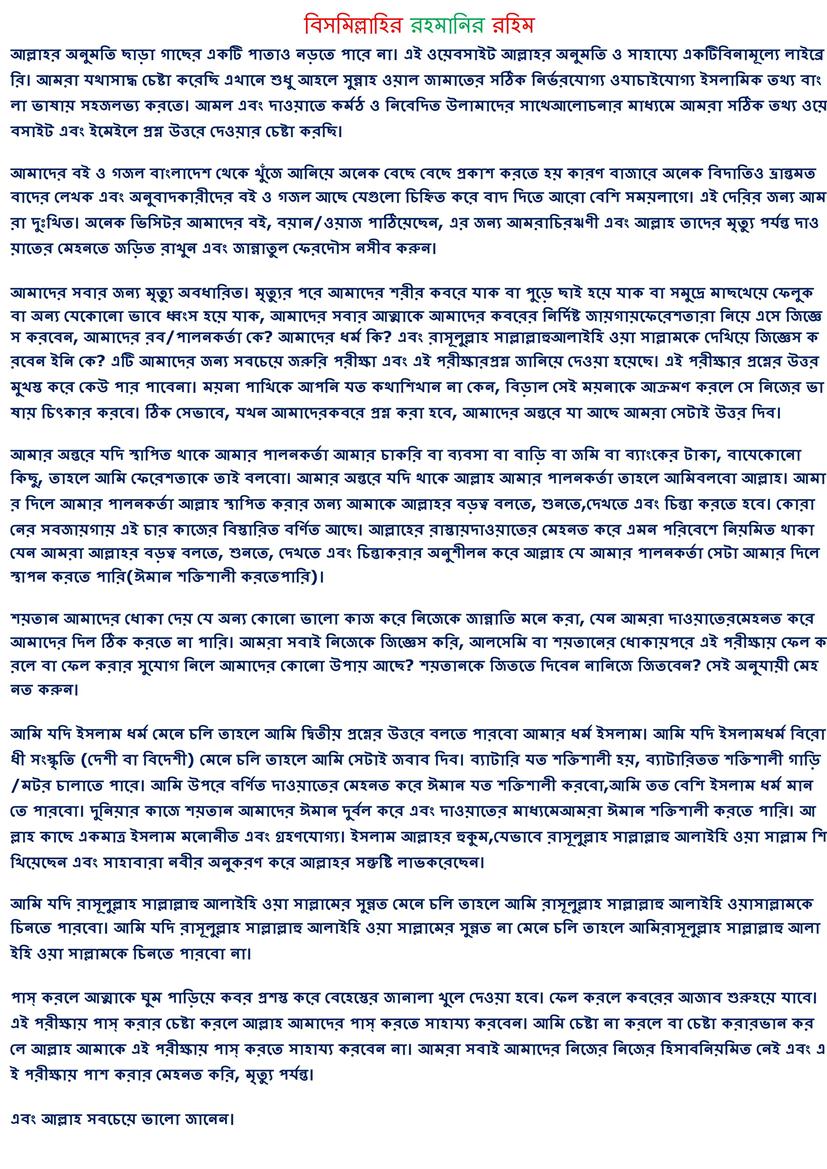 বিসমিল্লাহির রহমানির রহিম
আল্লাহর অনুমতি ছাড়া গাছের একটি পাতাও নড়তে পারে না। এই ওয়েবসাইট আল্লাহর অনুমতি ও সাহায্যে একটিবিনামূল্যে লাইব্রে
রি। আমরা যথাসাদ্ধ চেষ্টা করেছি এখানে শুধু আহলে সুন্নাহ ওয়াল জামাতের সঠিক নির্ভরযোগ্য ওযাচাইযোগ্য ইসলামিক তথ্য বাং
লা ভাষায় সহজলভ্য করতে। আমল এবং দাওয়াতে কর্মঠ ও নিবেদিত উলামাদের সাথেআলোচনার মাধ্যমে আমরা সঠিক তথ্য ওয়ে
বসাইট এবং ইমেইলে প্রশ্ন উত্তরে দেওয়ার চেষ্টা করছি।
আমাদের বই ও গজল বাংলাদেশ থেকে খুঁজে আনিয়ে অনেক বেছে বেছে প্রকাশ করতে হয় কারণ বাজারে অনেক বিদাতিও ভ্রান্তমত
বাদের লেখক এবং অনুবাদকারীদের বই ও গজল আছে যেগুলো চিহ্নিত করে বাদ দিতে আরো বেশি সময়লাগে। এই দেরির জন্য আম
রা দুঃখিত। অনেক ভিসিটর আমাদের বই, বয়ান/ওয়াজ পাঠিয়েছেন, এর জন্য আমরাচিরঋণী এবং আল্লাহ তাদের মৃত্যু পর্যন্ত দাও
য়াতের মেহনতে জড়িত রাখুন এবং জান্নাতুল ফেরদৌস নসীব করুন।
আমাদের সবার জন্য মৃত্যু অবধারিত। মৃত্যুর পরে আমাদের শরীর কবরে যাক বা পুড়ে ছাই হয়ে যাক বা সমুদ্রে মাছখেয়ে ফেলুক
বা অন্য যেকোনো ভাবে ধ্বংস হয়ে যাক, আমাদের সবার আত্মাকে আমাদের কবরের নির্দিষ্ট জায়গায়ফেরেশতারা নিয়ে এসে জিজ্ঞে
স করবেন, আমাদের রব/পালনকর্তা কে? আমাদের ধর্ম কি? এবং রাসূলুল্লাহ সাল্লাল্লাহুআলাইহি ওয়া সাল্লামকে দেখিয়ে জিজ্ঞেস ক
রবেন ইনি কে? এটি আমাদের জন্য সবচেয়ে জরুরি পরীক্ষা এবং এই পরীক্ষারপ্রশ্ন জানিয়ে দেওয়া হয়েছে। এই পরীক্ষার প্রশ্নের উত্তর
মুখস্ত করে কেউ পার পাবেনা। ময়না পাখিকে আপনি যত কথাশিখান না কেন, বিড়াল সেই ময়নাকে আক্রমণ করলে সে নিজের ভা
ষায় চিৎকার করবে। ঠিক সেভাবে, যখন আমাদেরকবরে প্রশ্ন করা হবে, আমাদের অন্তরে যা আছে আমরা সেটাই উত্তর দিব।
আমার অন্তরে যদি স্থাপিত থাকে আমার পালনকর্তা আমার চাকরি বা ব্যবসা বা বাড়ি বা জমি বা ব্যাংকের টাকা, বাযেকোনো
কিছু, তাহলে আমি ফেরেশতাকে তাই বলবো। আমার অন্তরে যদি থাকে আল্লাহ আমার পালনকর্তা তাহলে আমিবলবো আল্লাহ। আমা
র দিলে আমার পালনকর্তা আল্লাহ স্থাপিত করার জন্য আমাকে আল্লাহর বড়ত্ব বলতে, শুনতে,দেখতে এবং চিন্তা করতে হবে। কোরা
নের সবজায়গায় এই চার কাজের বিস্তারিত বর্ণিত আছে। আল্লাহের রাস্তায়দাওয়াতের মেহনত করে এমন পরিবেশে নিয়মিত থাকা
যেন আমরা আল্লাহর বড়ত্ব বলতে, শুনতে, দেখতে এবং চিন্তাকরার অনুশীলন করে আল্লাহ যে আমার পালনকর্তা সেটা আমার দিলে
স্থাপন করতে পারি(ঈমান শক্তিশালী করতেপারি)।
শয়তান আমাদের ধোকা দেয় যে অন্য কোনো ভালো কাজ করে নিজেকে জান্নাতি মনে করা, যেন আমরা দাওয়াতেরমেহনত করে
আমাদের দিল ঠিক করতে না পারি। আমরা সবাই নিজেকে জিজ্ঞেস করি, আলসেমি বা শয়তানের ধোকায়পরে এই পরীক্ষায় ফেল ক
রলে বা ফেল করার সুযোগ নিলে আমাদের কোনো উপায় আছে? শয়তানকে জিততে দিবেন নানিজে জিতবেন? সেই অনুযায়ী মেহ
নত করুন।
আমি যদি ইসলাম ধর্ম মেনে চলি তাহলে আমি দ্বিতীয় প্রশ্নের উত্তরে বলতে পারবো আমার ধর্ম ইসলাম। আমি যদি ইসলামধর্ম বিরো
ধী সংস্কৃতি (দেশী বা বিদেশী) মেনে চলি তাহলে আমি সেটাই জবাব দিব। ব্যাটারি যত শক্তিশালী হয়, ব্যাটারিতত শক্তিশালী গাড়ি
/মটর চালাতে পারে। আমি উপরে বর্ণিত দাওয়াতের মেহনত করে ঈমান যত শক্তিশালী করবো,আমি তত বেশি ইসলাম ধর্ম মান
তে পারবো। দুনিয়ার কাজে শয়তান আমাদের ঈমান দুর্বল করে এবং দাওয়াতের মাধ্যমেআমরা ঈমান শক্তিশালী করতে পারি। আ
ল্লাহ কাছে একমাত্র ইসলাম মনোনীত এবং গ্রহণযোগ্য। ইসলাম আল্লাহর হুকুম,যেভাবে রাসূলুল্লাহ সাল্লাল্লাহু আলাইহি ওয়া সাল্লাম শি
খিয়েছেন এবং সাহাবারা নবীর অনুকরণ করে আল্লাহর সন্তুষ্টি লাভকরেছেন।
আমি যদি রাসূলুল্লাহ সাল্লাল্লাহু আলাইহি ওয়া সাল্লামের সুন্নত মেনে চলি তাহলে আমি রাসূলুল্লাহ সাল্লাল্লাহু আলাইহি ওয়াসাল্লামকে
চিনতে পারবো। আমি যদি রাসূলুল্লাহ সাল্লাল্লাহু আলাইহি ওয়া সাল্লামের সুন্নত না মেনে চলি তাহলে আমিরাসূলুল্লাহ সাল্লাল্লাহু আলা
ইহি ওয়া সাল্লামকে চিনতে পারবো না।
পাস্ করলে আত্মাকে ঘুম পাড়িয়ে কবর প্রশস্ত করে বেহেস্তের জানালা খুলে দেওয়া হবে। ফেল করলে কবরের আজাব শুরুহয়ে যাবে।
এই পরীক্ষায় পাস্ করার চেষ্টা করলে আল্লাহ আমাদের পাস্ করতে সাহায্য করবেন। আমি চেষ্টা না করলে বা চেষ্টা করারভান কর
লে আল্লাহ আমাকে এই পরীক্ষায় পাস্ করতে সাহায্য করবেন না। আমরা সবাই আমাদের নিজের নিজের হিসাবনিয়মিত নেই এবং এ
ই পরীক্ষায় পাশ করার মেহনত করি, মৃত্যু পর্যন্ত।
এবং আল্লাহ সবচেয়ে ভালো জানেন।